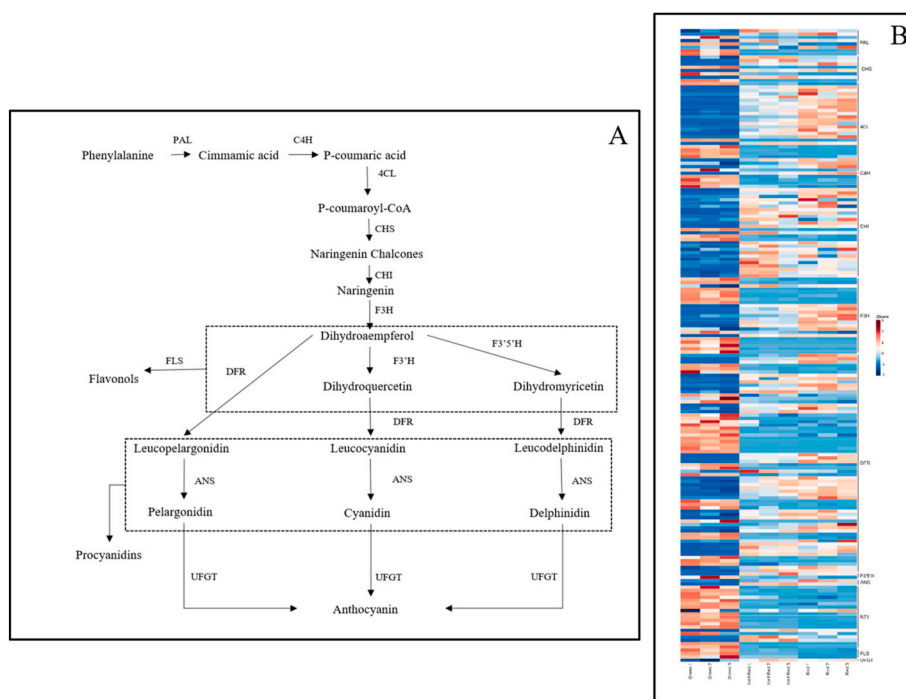 A
PAL
C4H
Phenylalanine
Cimmamic acid
P-coumaric acid
4CL
P-coumaroyl-CoA
CHS
Naringenin Chalcones
CHI
Naringenin
F3H
Dihydroaempferol
FLS
DFR
F3'H
F3'5'H
Flavonols
Dihydroquercetin
Dihydromyricetin
DFR
DFR
Leucopelargonidin
Leucocyanidin
Leucodelphinidin
ANS
ANS
ANS
Pelargonidin
Cyanidin
Delphinidin
Procyanidins
UFGT
UFGT
UFGT
Anthocyanin
B
PAL
CHS
4CL
C4H
CHI
F3H
DFR
ANS
FLS